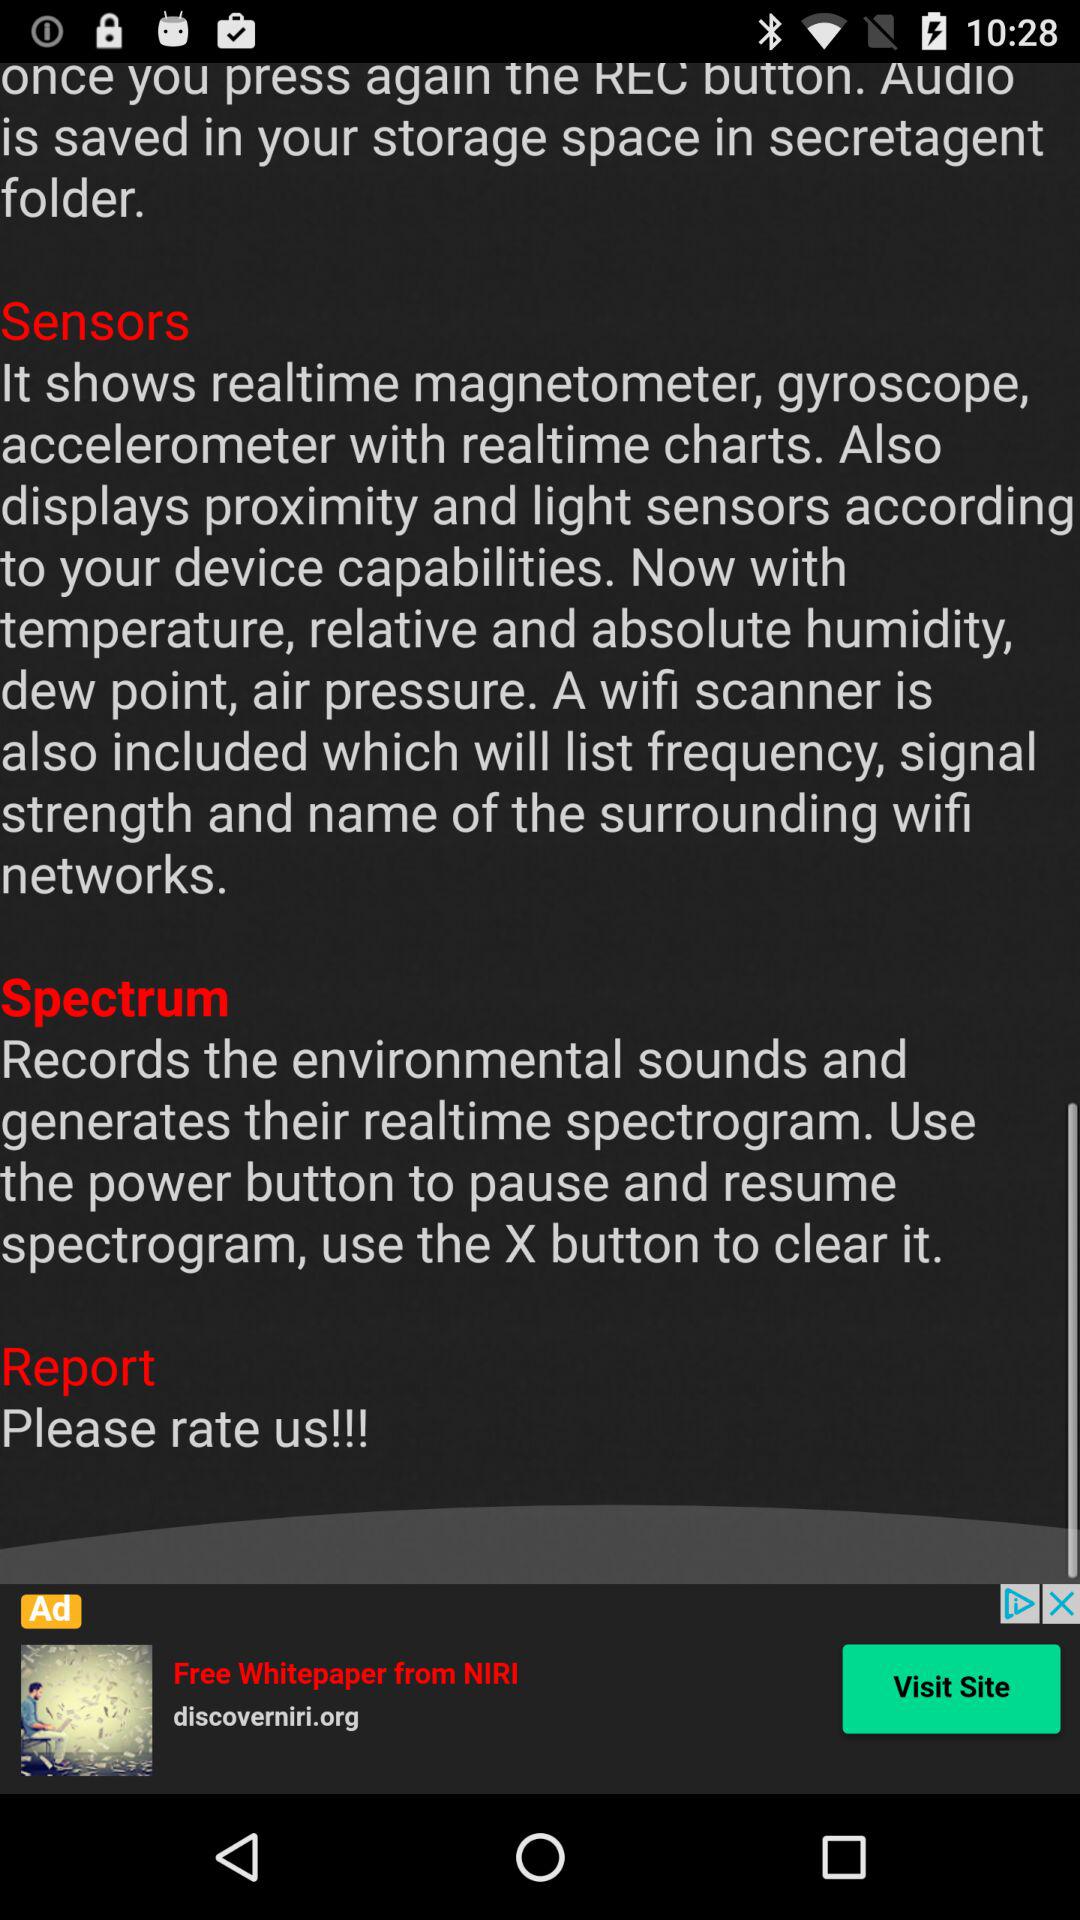 10:28
once you press again the REC button. Audio
is saved in your storage space in secretagent
folder.
Sensors
It shows realtime magnetometer, gyroscope,
accelerometer with realtime charts. Also
displays proximity and light sensors according
to your device capabilities. Now with
temperature, relative and absolute humidity,
dew point, air pressure. A wifi scanner is
also included which will list frequency, signal
strength and name of the surrounding wifi
networks.
Spectrum
Records the environmental sounds and
generates their realtime spectrogram. Use
the power button to pause and resume
spectrogram, use the X button to clear it.
Report
Please rate us!!!
Ad
Free Whitepaper from NIRI
discoverniri.org
Visit Site